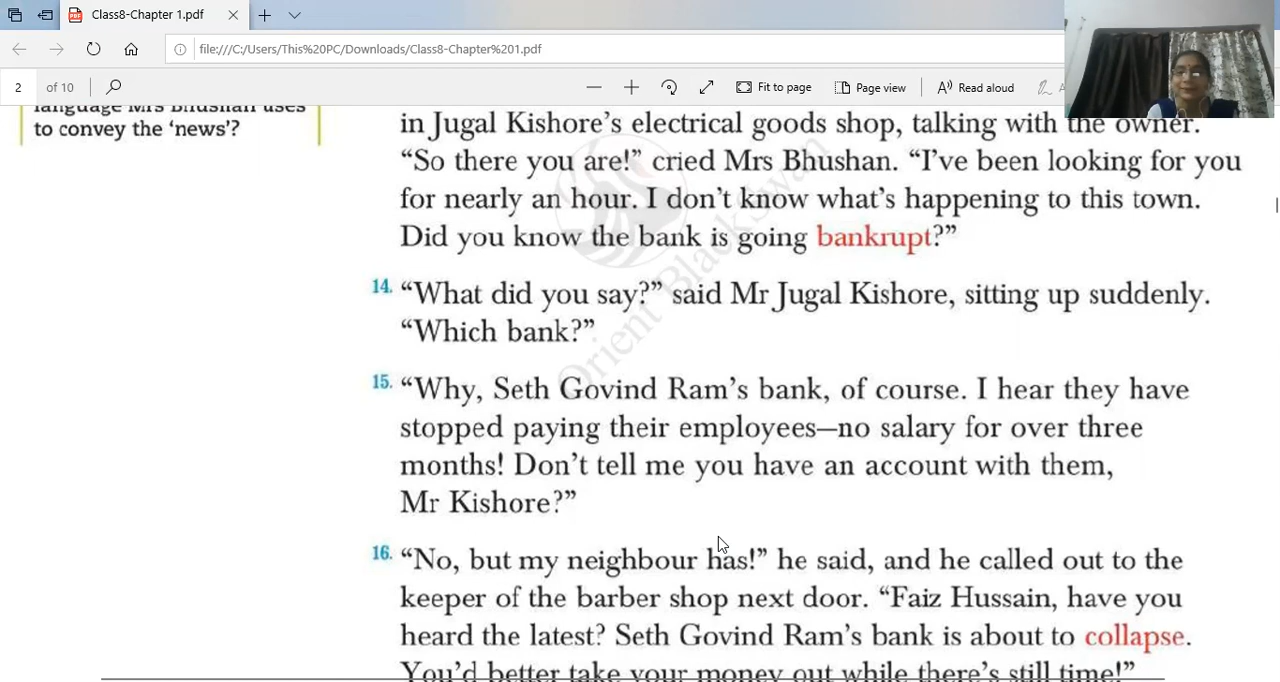 Class8-Chapter 1.pdf
file:///C:/Users/This%20PC/Downloads/Class8-Chapter%201.pdf
2 of 10
Fit to page
Page view
Read aloud
language Mrs Bhushan uses
to convey the ‘news’?
in Jugal Kishore’s electrical goods shop, talking with the owner.
“So there you are!” cried Mrs Bhushan. “I’ve been looking for you
for nearly an hour. I don’t know what’s happening to this town.
Did you know the bank is going bankrupt?”
14. “What did you say?” said Mr Jugal Kishore, sitting up suddenly.
“Which bank?”
15. “Why, Seth Govind Ram’s bank, of course. I hear they have
stopped paying their employees—no salary for over three
months! Don’t tell me you have an account with them,
Mr Kishore?”
16. “No, but my neighbour has!” he said, and he called out to the
keeper of the barber shop next door. “Faiz Hussain, have you
heard the latest? Seth Govind Ram’s bank is about to collapse.
You’d better take your money out while there’s still time!”
Orient BlackSwan